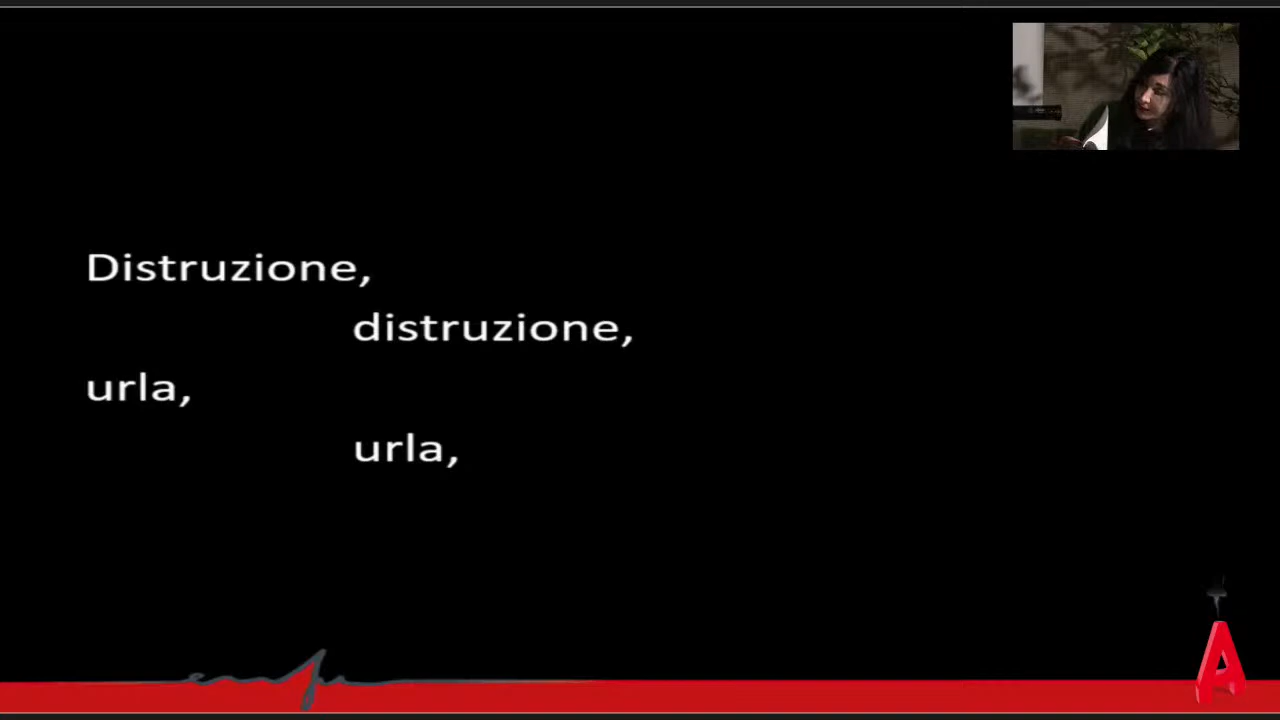 Distruzione,
distruzione,
urla,
urla,
A